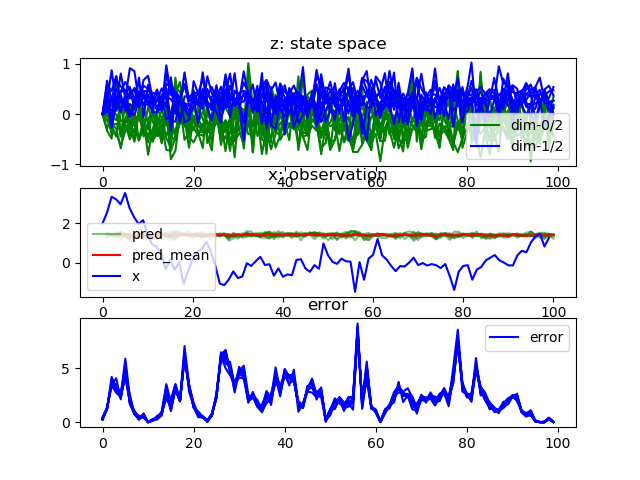 z: state space
1
0
−1
dim-0/2
dim-1/2
0 20 40 60 80 100
x: observation
2
0
pred
pred_mean
x
0 20 40 60 80 100
error
5
0
error
0 20 40 60 80 100